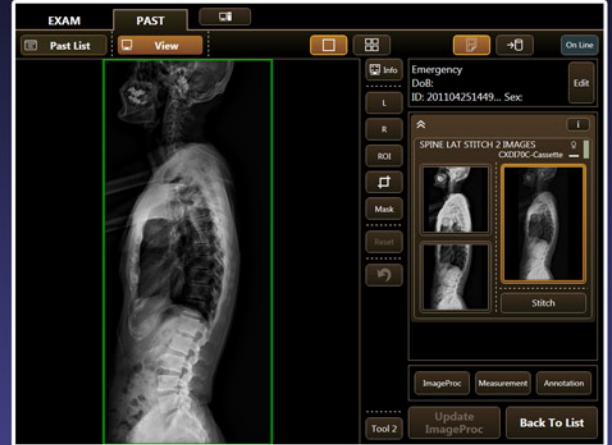 EXAM
PAST
Past List
View
On Line
Info
L
R
ROI
Mask
Reset
Tool 2
Emergency
DoB:
ID: 201104251449... Sex:
Edit
i
SPINE LAT STITCH 2 IMAGES
CXDI70C-Cassette
Stitch
ImageProc
Measurement
Annotation
Update
ImageProc
Back To List